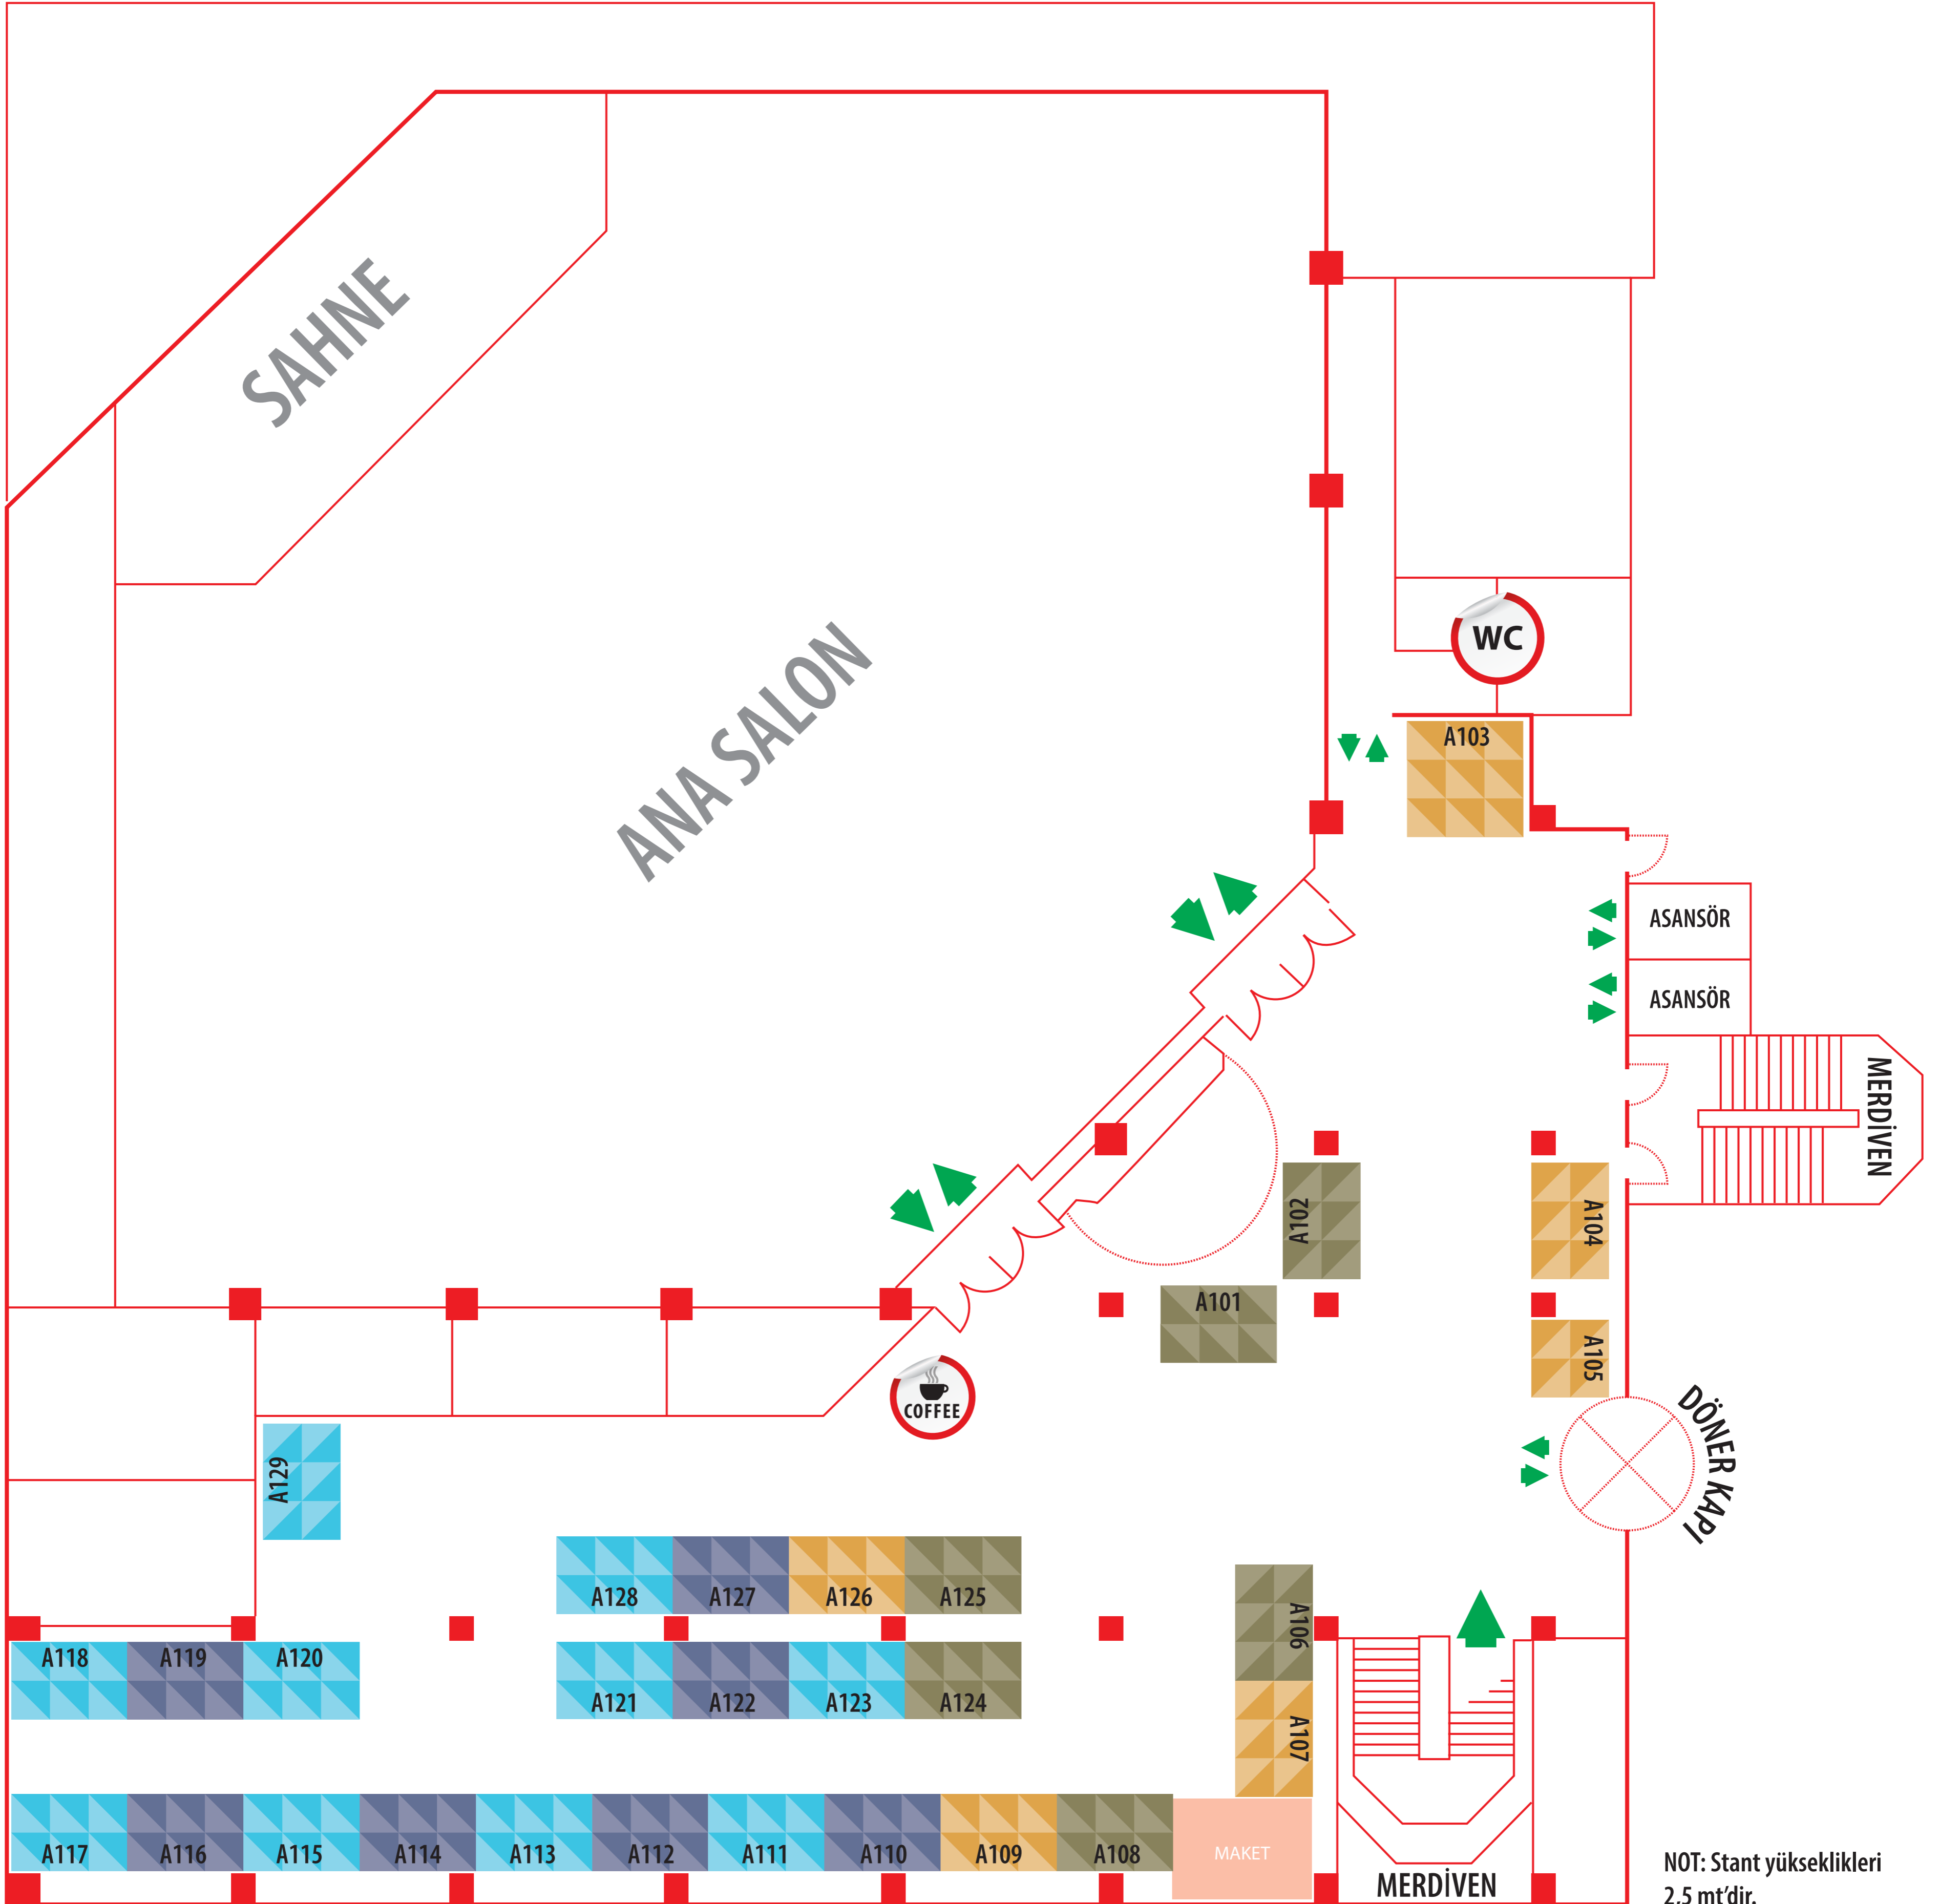 SAHNE
ANA SALON
WC
A103
ASANSÖR
ASANSÖR
MERDİVEN
A102
A104
A101
A105
COFFEE
DÖNER KAPI
A129
A128
A127
A126
A125
A106
A118
A119
A120
A121
A122
A123
A124
A107
A117
A116
A115
A114
A113
A112
A111
A110
A109
A108
MAKET
MERDİVEN
NOT: Stant yükseklikleri
2,5 mt’dir.